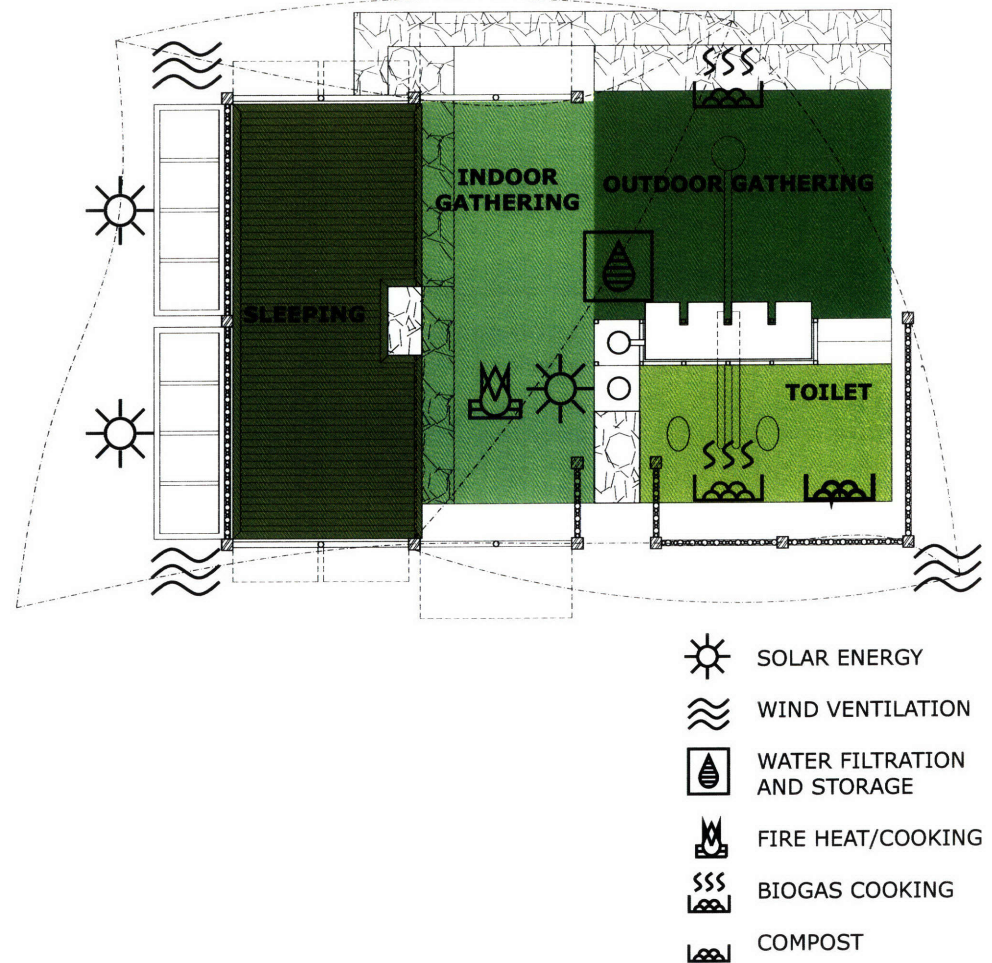 INDOOR
GATHERING
OUTDOOR GATHERING
SLEEPING
TOILET
SOLAR ENERGY
WIND VENTILATION
WATER FILTRATION
AND STORAGE
FIRE HEAT/COOKING
BIOGAS COOKING
COMPOST